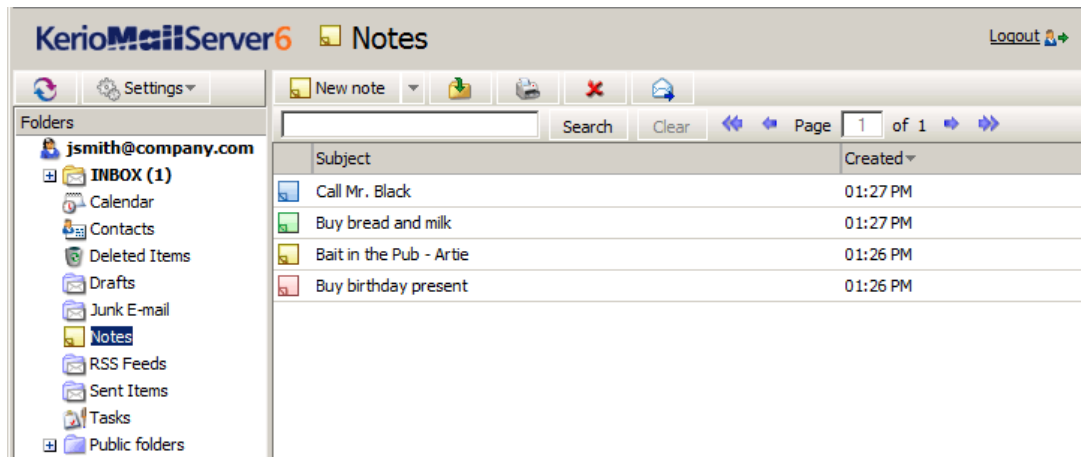 KerioMailServer6 Notes Logout
Settings New note
Folders Search Clear Page 1 of 1
jsmith@company.com
INBOX (1)
Calendar
Contacts
Deleted Items
Drafts
Junk E-mail
Notes
RSS Feeds
Sent Items
Tasks
Public folders
Subject Created
Call Mr. Black 01:27 PM
Buy bread and milk 01:27 PM
Bait in the Pub - Artie 01:26 PM
Buy birthday present 01:26 PM